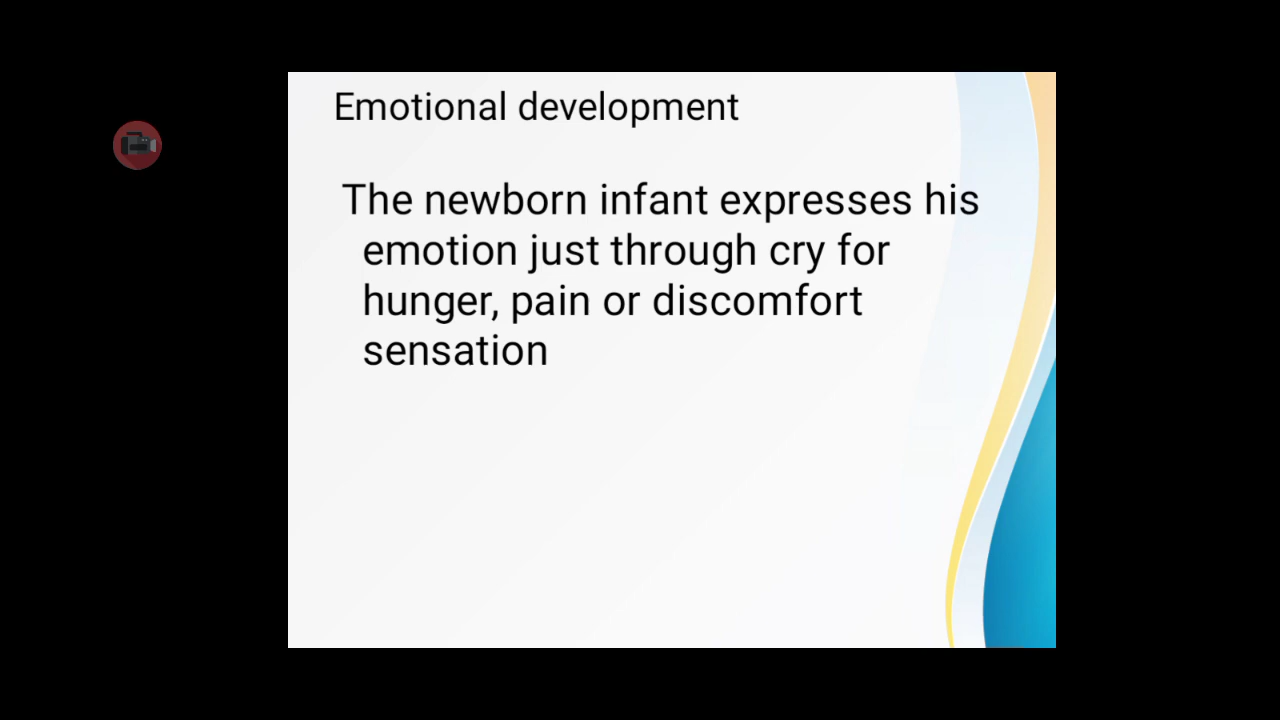 Emotional development
The newborn infant expresses his
emotion just through cry for
hunger, pain or discomfort
sensation